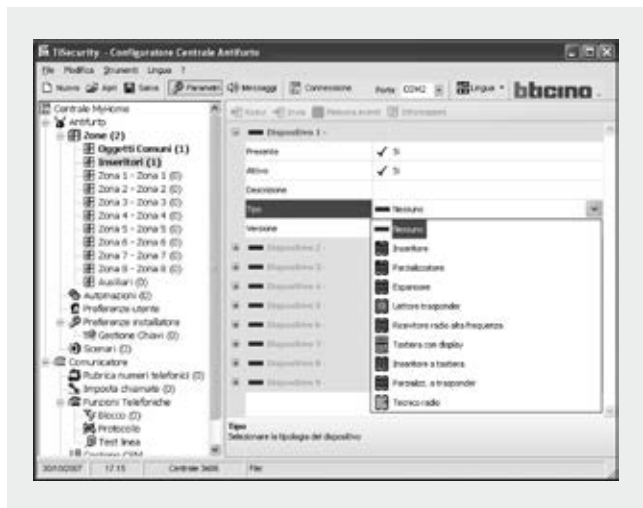 TiSecurity - Configuratore Centrale Antifurto
File Modifica Strumenti Lingua ?
Nuovo Apri Salva Parametri Messaggi Connessione Porta COM2 Lingua bticino
Centrale MyHome
Antifurto
Zone (2)
Oggetti Comuni (1)
Inseritori (1)
Zona 1 - Zona 1 (0)
Zona 2 - Zona 2 (0)
Zona 3 - Zona 3 (0)
Zona 4 - Zona 4 (0)
Zona 5 - Zona 5 (0)
Zona 6 - Zona 6 (0)
Zona 7 - Zona 7 (0)
Zona 8 - Zona 8 (0)
Ausiliari (0)
Automazioni (0)
Preferenze utente
Preferenze installatore
Gestione Chiavi (0)
Scenari (0)
Comunicatore
Rubrica numeri telefonici (0)
Imposta chiamate (0)
Funzioni Telefoniche
Blocco (0)
Protocollo
Test linea
Gestione GSM
Ricevi Invia Informazioni
Dispositivo 1 -
Presente Si
Attivo Si
Descrizione
Tipo Nessuno
Versione
Nessuno
Inseritore
Parzializzatore
Espansore
Lettore trasponder
Ricevitore radio alta frequenza
Tastiera con display
Inseritore a tastiera
Parzializ. a trasponder
Tecnico radio
Dispositivo 2 -
Dispositivo 3 -
Dispositivo 4 -
Dispositivo 5 -
Dispositivo 6 -
Dispositivo 7 -
Dispositivo 8 -
Dispositivo 9 -
Tipo
Selezionare la tipologia del dispositivo
30/10/2007 17.15 Centrale 3486 File: